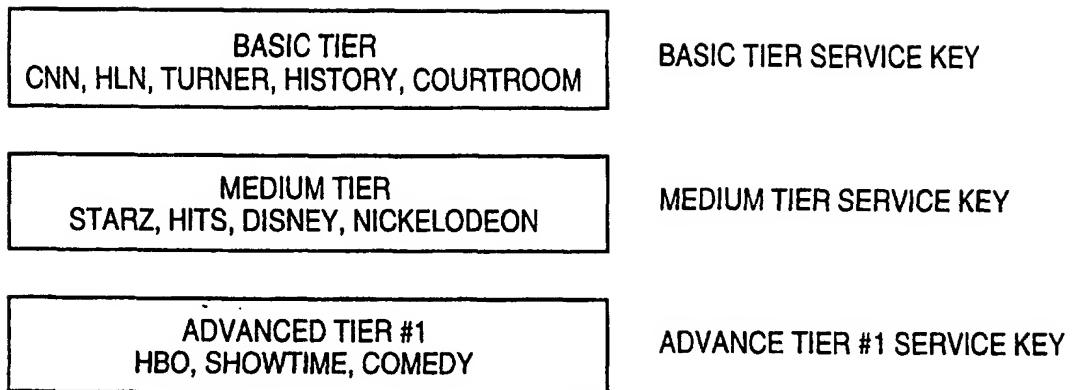 BASIC TIER
CNN, HLN, TURNER, HISTORY, COURTROOM
BASIC TIER SERVICE KEY
MEDIUM TIER
STARZ, HITS, DISNEY, NICKELODEON
MEDIUM TIER SERVICE KEY
ADVANCED TIER #1
HBO, SHOWTIME, COMEDY
ADVANCE TIER #1 SERVICE KEY